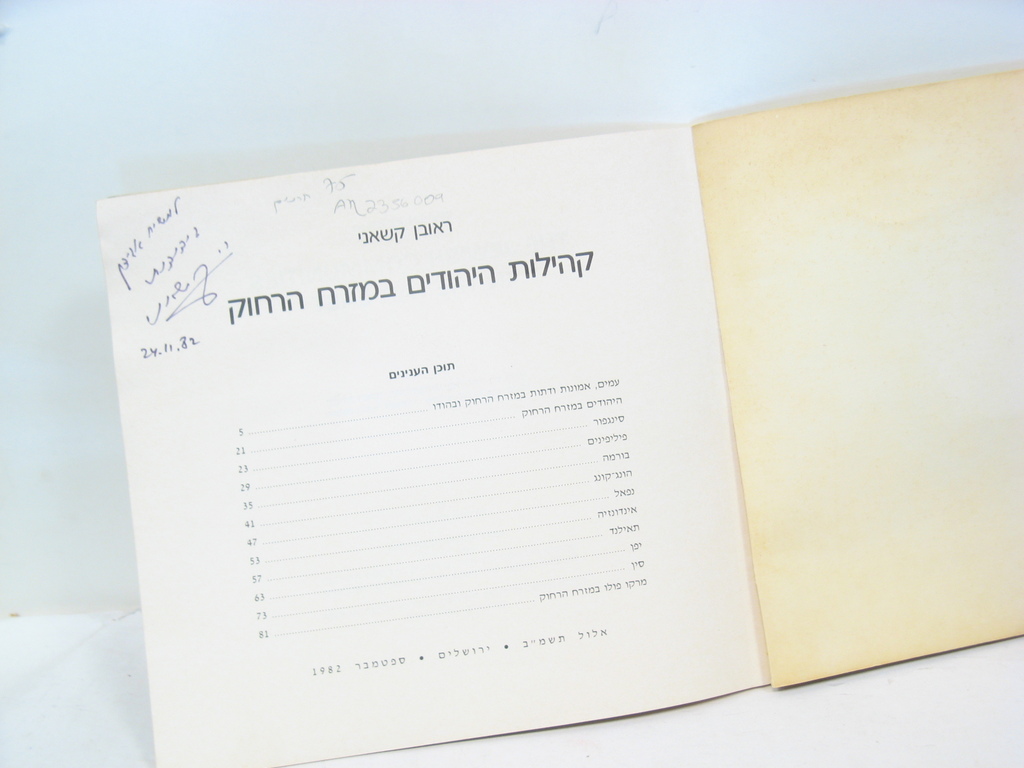 75
AR2356009
ראובן קשאני
קהילות היהודים במזרח הרחוק
בידידות
24.11.82
תוכן הענינים
עמים, אמונות ודתות במזרח הרחוק ובהודו 5
היהודים במזרח הרחוק 21
סינגפור 23
פיליפינים 29
בורמה 35
הונג-קונג 41
נפאל 47
אינדונזיה 53
תאילנד 57
יפן 63
סין 73
מרקו פולו במזרח הרחוק 81
אלול תשמ"ב • ירושלים • ספטמבר 1982